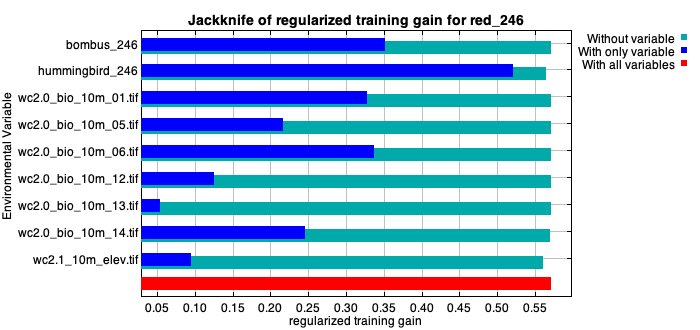 Jackknife of regularized training gain for red_246
Without variable
With only variable
With all variables
Environmental Variable
bombus_246
hummingbird_246
wc2.0_bio_10m_01.tif
wc2.0_bio_10m_05.tif
wc2.0_bio_10m_06.tif
wc2.0_bio_10m_12.tif
wc2.0_bio_10m_13.tif
wc2.0_bio_10m_14.tif
wc2.1_10m_elev.tif
0.05 0.10 0.15 0.20 0.25 0.30 0.35 0.40 0.45 0.50 0.55
regularized training gain